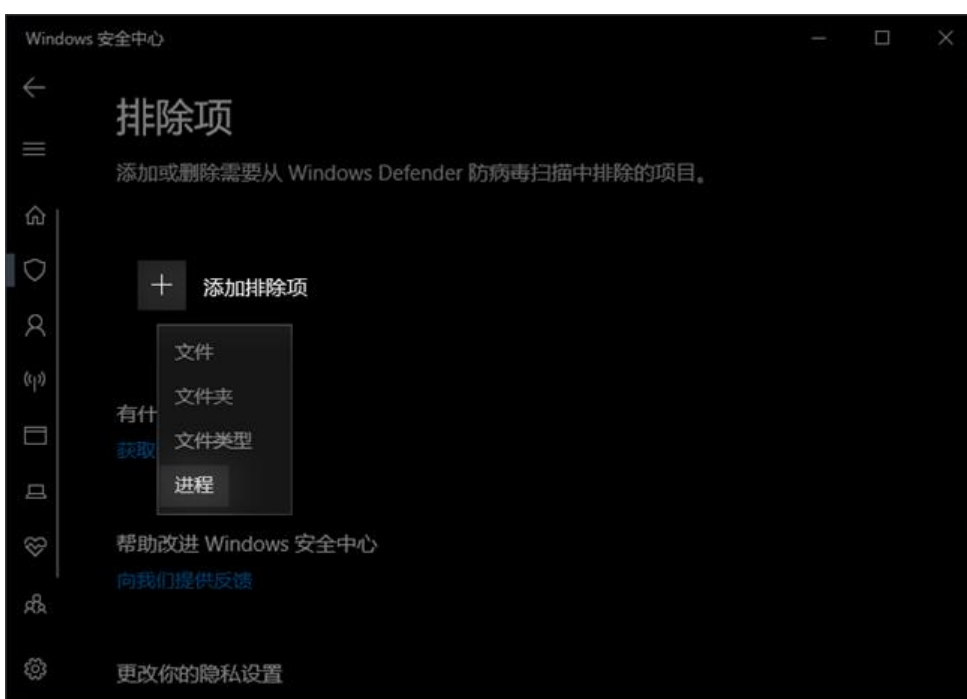 Windows 安全中心
排除项
添加或删除需要从 Windows Defender 防病毒扫描中排除的项目。
添加排除项
文件
文件夹
有什
文件类型
获取
进程
帮助改进 Windows 安全中心
向我们提供反馈
更改你的隐私设置